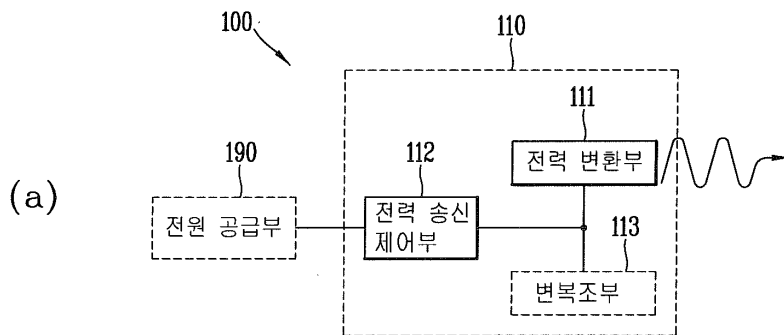 100
110
111
전력 변환부
190
112
(a)
전원 공급부
전력 송신
제어부
113
변복조부